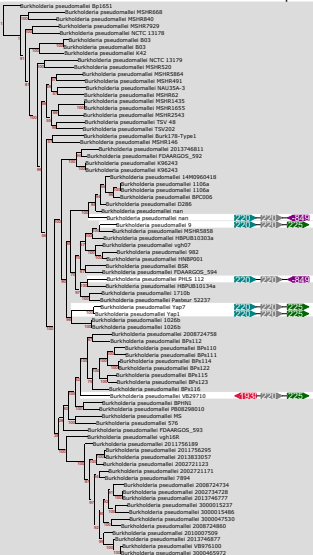 Burkholderia pseudomallei Bp1651
Burkholderia pseudomallei MSHR668
Burkholderia pseudomallei MSHR840
Burkholderia pseudomallei MSHR7929
Burkholderia pseudomallei NCTC 13178
Burkholderia pseudomallei B03
Burkholderia pseudomallei B03
Burkholderia pseudomallei K42
Burkholderia pseudomallei NCTC 13179
Burkholderia pseudomallei MSHR520
Burkholderia pseudomallei MSHR5864
Burkholderia pseudomallei MSHR491
Burkholderia pseudomallei NAU35A-3
Burkholderia pseudomallei MSHR62
Burkholderia pseudomallei MSHR1435
Burkholderia pseudomallei MSHR1655
Burkholderia pseudomallei MSHR2543
Burkholderia pseudomallei TSV 48
Burkholderia pseudomallei TSV202
Burkholderia pseudomallei Burk178-Type1
Burkholderia pseudomallei MSHR146
Burkholderia pseudomallei 2013746811
Burkholderia pseudomallei FDAARGOS_592
Burkholderia pseudomallei K96243
Burkholderia pseudomallei K96243
Burkholderia pseudomallei 14M0960418
Burkholderia pseudomallei 1106a
Burkholderia pseudomallei 1106a
Burkholderia pseudomallei BPC006
Burkholderia pseudomallei D286
Burkholderia pseudomallei nan
Burkholderia pseudomallei nan 220 220 -849
Burkholderia pseudomallei 9 220 220 225
Burkholderia pseudomallei MSHR5858
Burkholderia pseudomallei HBPUB10303a
Burkholderia pseudomallei vgh07
Burkholderia pseudomallei 982
Burkholderia pseudomallei HNBP001
Burkholderia pseudomallei BSR
Burkholderia pseudomallei FDAARGOS_594
Burkholderia pseudomallei PHLS 112 220 220 -849
Burkholderia pseudomallei HBPUB10134a
Burkholderia pseudomallei 1710b
Burkholderia pseudomallei Pasteur 52237
Burkholderia pseudomallei Yap7 220 220 225
Burkholderia pseudomallei Yap1 220 220 225
Burkholderia pseudomallei 1026b
Burkholderia pseudomallei 1026b
Burkholderia pseudomallei 2008724758
Burkholderia pseudomallei BPs112
Burkholderia pseudomallei BPs110
Burkholderia pseudomallei BPs111
Burkholderia pseudomallei BPs114
Burkholderia pseudomallei BPs122
Burkholderia pseudomallei BPs115
Burkholderia pseudomallei BPs123
Burkholderia pseudomallei BPs116
Burkholderia pseudomallei VB29710 220 225
Burkholderia pseudomallei BPHN1
Burkholderia pseudomallei PB08298010
Burkholderia pseudomallei MS
Burkholderia pseudomallei 576
Burkholderia pseudomallei FDAARGOS_593
Burkholderia pseudomallei vgh16R
Burkholderia pseudomallei 2011756189
Burkholderia pseudomallei 2011756295
Burkholderia pseudomallei 2013833057
Burkholderia pseudomallei 2002721123
Burkholderia pseudomallei 2002721171
Burkholderia pseudomallei 7894
Burkholderia pseudomallei 2008724734
Burkholderia pseudomallei 2002734728
Burkholderia pseudomallei 2013746777
Burkholderia pseudomallei 3000015237
Burkholderia pseudomallei 3000015486
Burkholderia pseudomallei 3000047530
Burkholderia pseudomallei 2008724860
Burkholderia pseudomallei 2010007509
Burkholderia pseudomallei 2013746877
Burkholderia pseudomallei VB976100
Burkholderia pseudomallei 3000465972